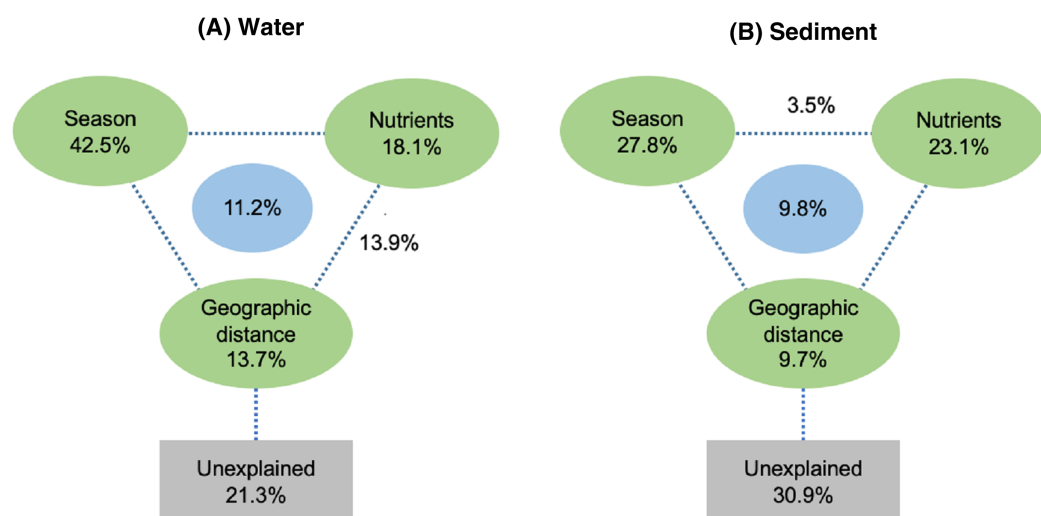 (A) Water
Season
42.5%
Nutrients
18.1%
11.2%
13.9%
Geographic
distance
13.7%
Unexplained
21.3%
(B) Sediment
Season
27.8%
3.5%
Nutrients
23.1%
9.8%
Geographic
distance
9.7%
Unexplained
30.9%